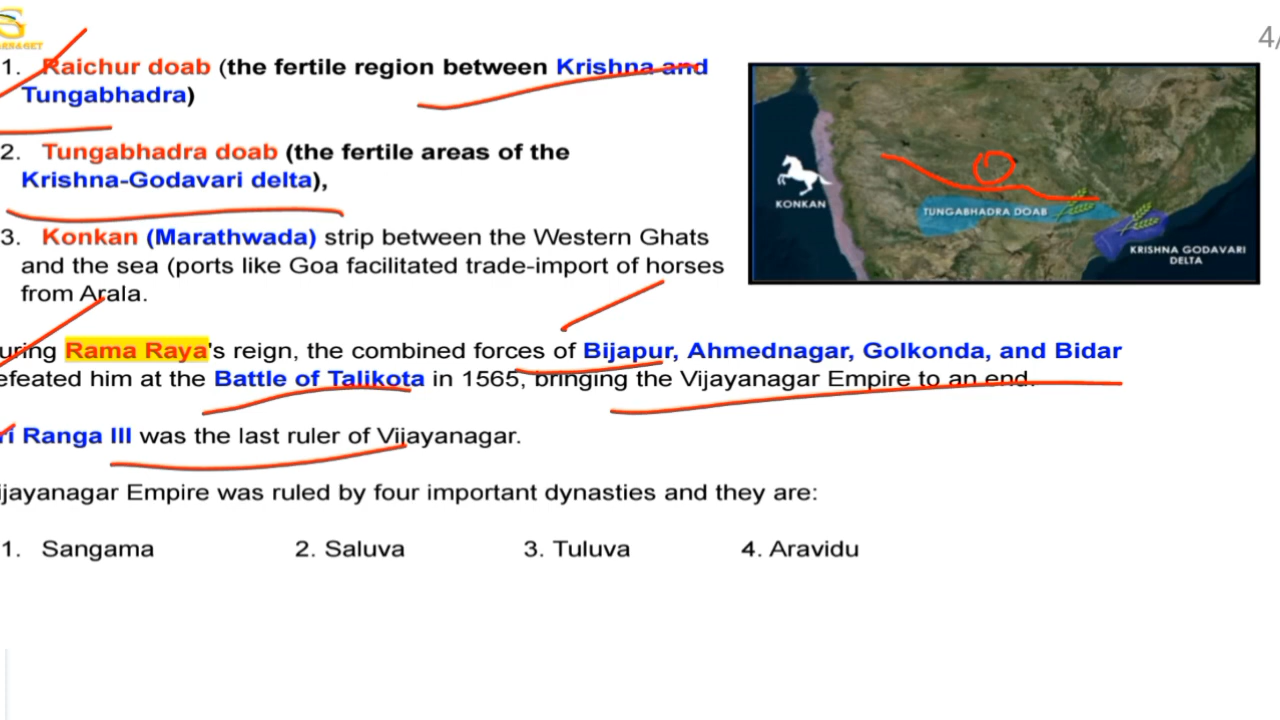 ARN&GET
4/
1. Raichur doab (the fertile region between Krishna and
Tungabhadra)
2. Tungabhadra doab (the fertile areas of the
Krishna-Godavari delta),
3. Konkan (Marathwada) strip between the Western Ghats
and the sea (ports like Goa facilitated trade-import of horses
from Arala.
KONKAN
TUNGABHADRA DOAB
KRISHNA GODAVARI
DELTA
uring Rama Raya's reign, the combined forces of Bijapur, Ahmednagar, Golkonda, and Bidar
efeated him at the Battle of Talikota in 1565, bringing the Vijayanagar Empire to an end.
ri Ranga III was the last ruler of Vijayanagar.
ijayanagar Empire was ruled by four important dynasties and they are:
1. Sangama 2. Saluva 3. Tuluva 4. Aravidu